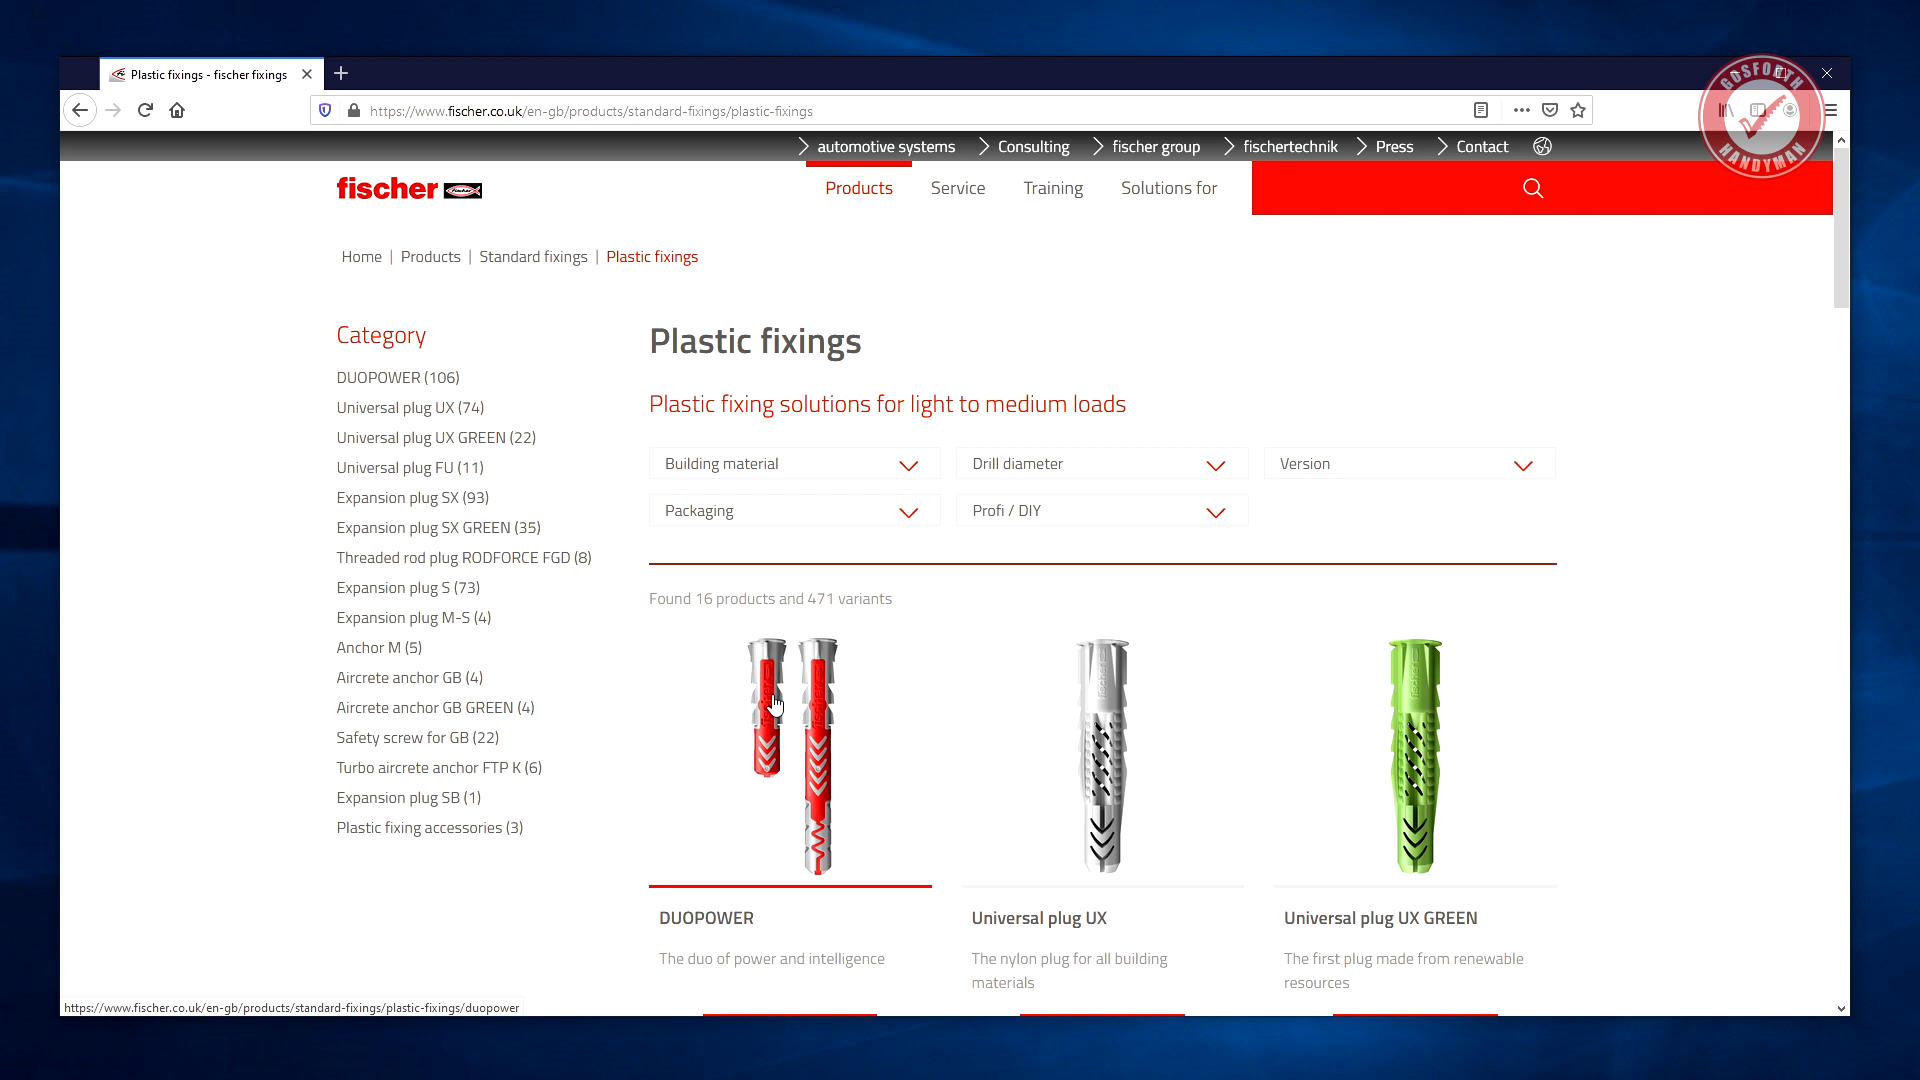 Plastic fixings - fischer fixings
https://www.fischer.co.uk/en-gb/products/standard-fixings/plastic-fixings
GOSFORTH
HANDYMAN
automotive systems
Consulting
fischer group
fischertechnik
Press
Contact
fischer
Products
Service
Training
Solutions for
Home | Products | Standard fixings | Plastic fixings
Category
DUOPOWER (106)
Universal plug UX (74)
Universal plug UX GREEN (22)
Universal plug FU (11)
Expansion plug SX (93)
Expansion plug SX GREEN (35)
Threaded rod plug RODFORCE FGD (8)
Expansion plug S (73)
Expansion plug M-S (4)
Anchor M (5)
Aircrete anchor GB (4)
Aircrete anchor GB GREEN (4)
Safety screw for GB (22)
Turbo aircrete anchor FTP K (6)
Expansion plug SB (1)
Plastic fixing accessories (3)
Plastic fixings
Plastic fixing solutions for light to medium loads
Building material
Drill diameter
Version
Packaging
Profi / DIY
Found 16 products and 471 variants
DUOPOWER
The duo of power and intelligence
Universal plug UX
The nylon plug for all building
materials
Universal plug UX GREEN
The first plug made from renewable
resources
https://www.fischer.co.uk/en-gb/products/standard-fixings/plastic-fixings/duopower